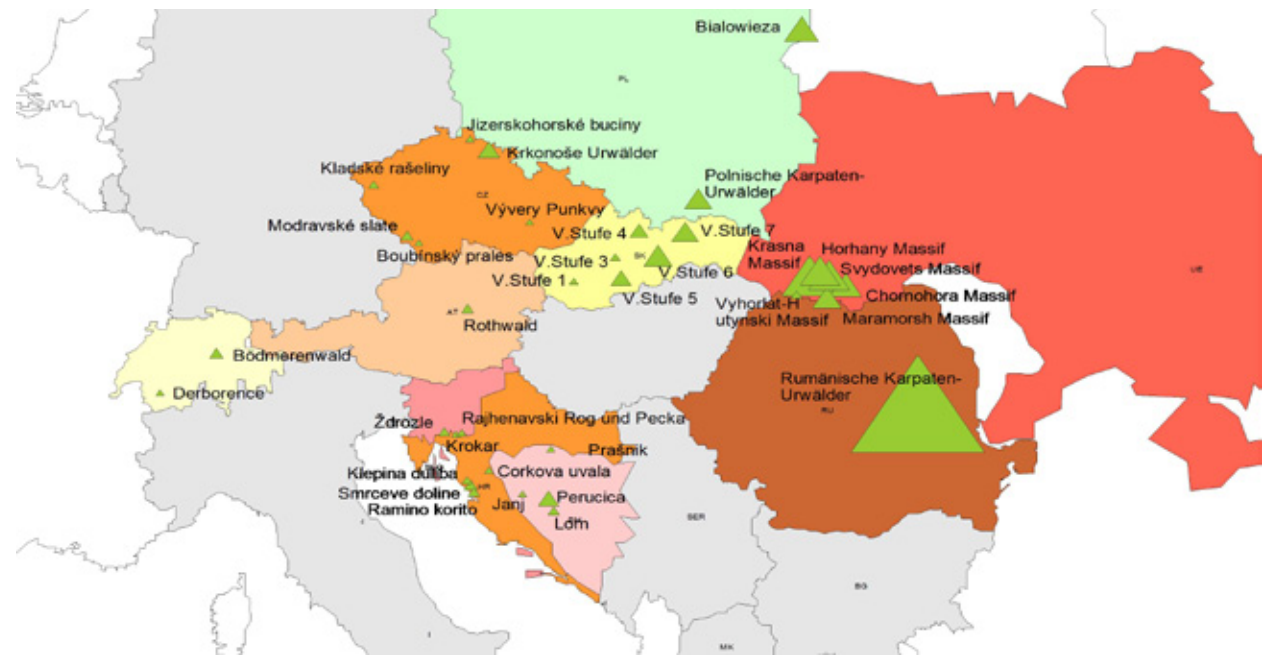 Bialowieza
PL
Jizerskohorské buciny
Krkonoše Urwälder
Kladské rašeliny
CZ
Polnische Karpaten-
Urwälder
Vývery Punkvy
Modravské slate
V.Stufe 4
V.Stufe 7
Boubínský prales
Krasna
Massif
Horhany Massif
V.Stufe 3
SK
Svydovets Massif
UE
V.Stufe 1
V.Stufe 6
V.Stufe 5
Chornohora Massif
Vyhorlat-H
utynski Massif
Maramorsh Massif
AT
Rothwald
Bödmerenwald
Derborence
Rumänische Karpaten-
Urwälder
RU
Ždrozle
Rajhenavski Rog und Pecka
Krokar
Prašnik
Klepina duliba
Corkova uvala
Smrceve doline
HR
Janj
Perucica
Ramino korito
Lom
SER
BG
I
MK